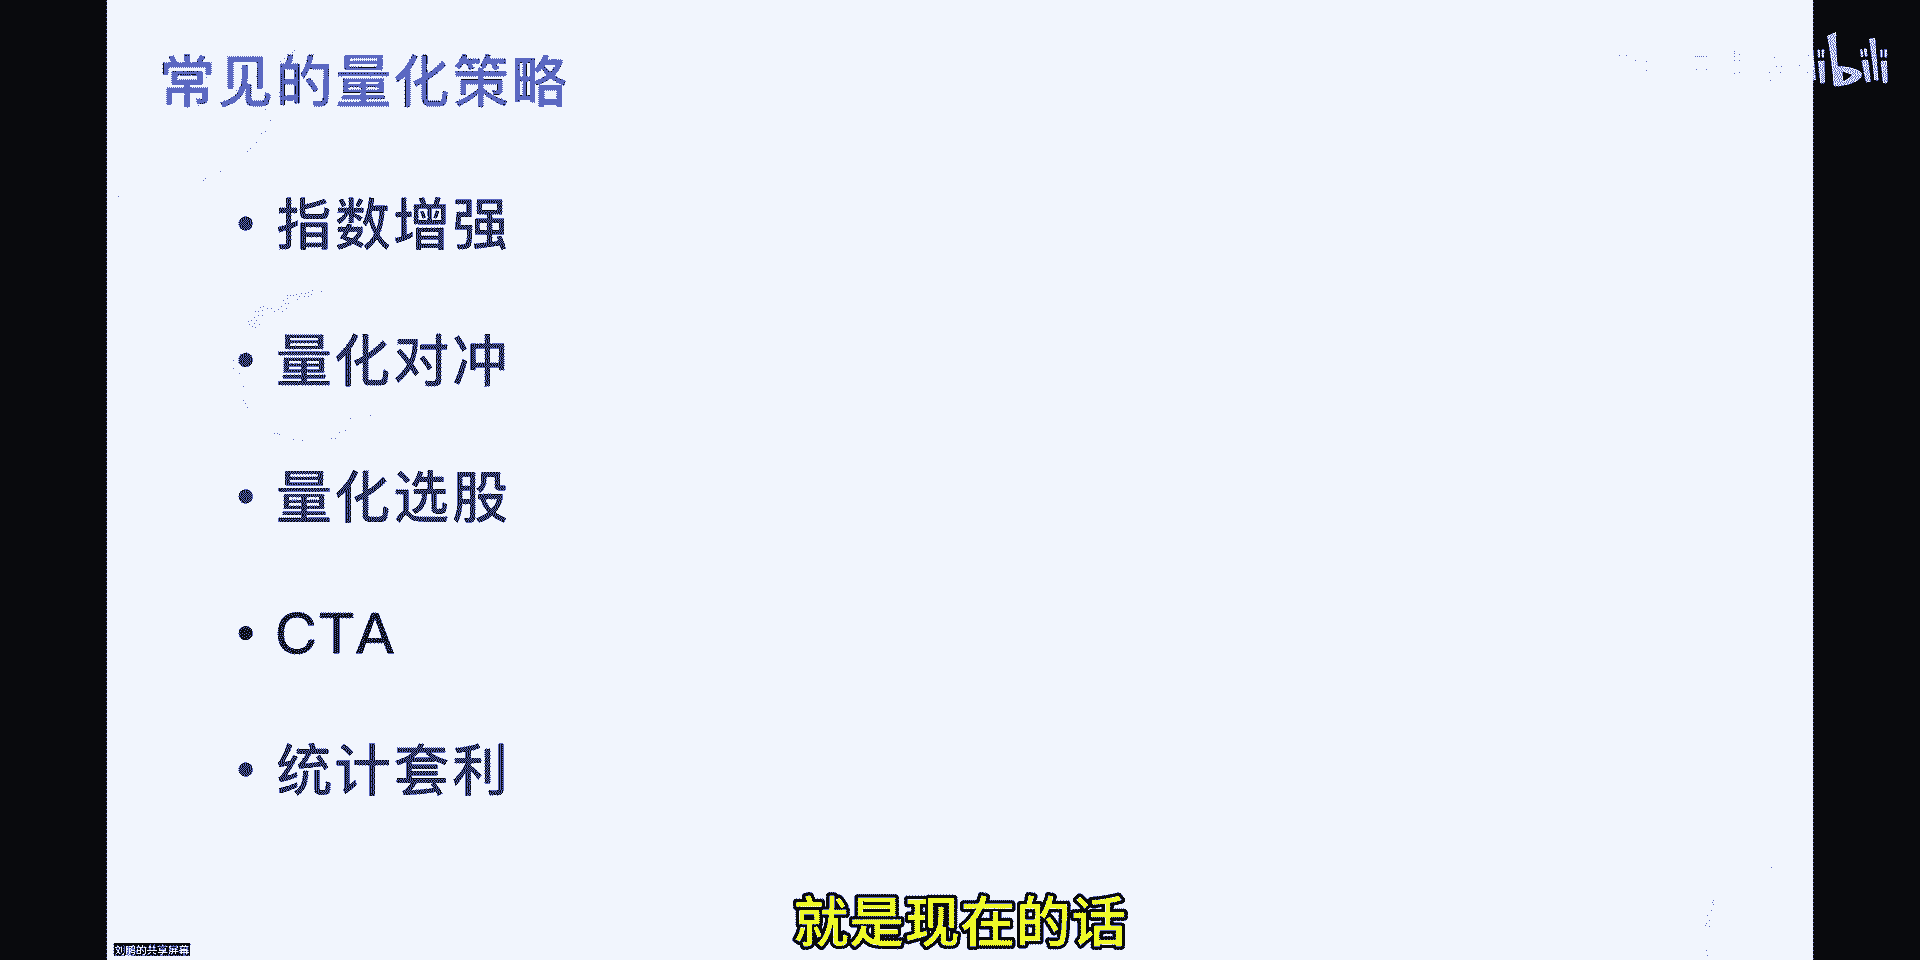 常见的量化策略
bilibili
• 指数增强
• 量化对冲
• 量化选股
• CTA
• 统计套利
就是现在的话
刘鹏的共享屏幕